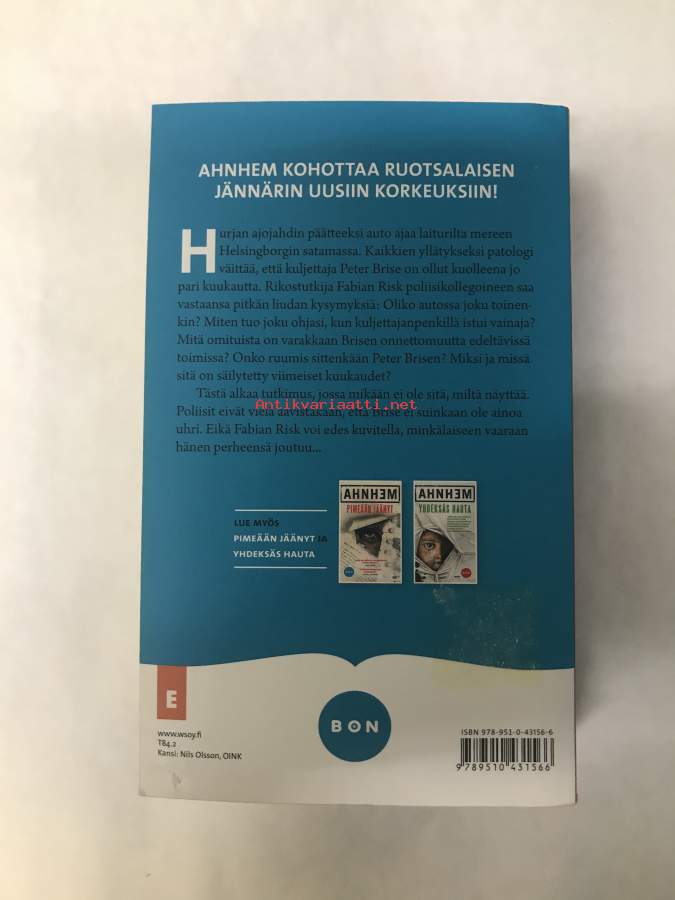 AHNHEM KOHOTTAA RUOTSALAISEN
JÄNNÄRIN UUSIIN KORKEUKSIIN!
Hurjan ajojahdin päätteeksi auto ajaa laiturilta mereen
Helsingborgin satamassa. Kaikkien yllätykseksi patologi
väittää, että kuljettaja Peter Brise on ollut kuolleena jo
pari kuukautta. Rikostutkija Fabian Risk poliisikollegoineen saa
vastaansa pitkän liudan kysymyksiä: Oliko autossa joku toinen-
kin? Miten tuo joku ohjasi, kun kuljettajanpenkillä istui vainaja?
Mitä omituista on varakkaan Brisen onnettomuutta edeltävissä
toimissa? Onko ruumis sittenkään Peter Brisen? Miksi ja missä
sitä on säilytetty viimeiset kuukaudet?
Tästä alkaa tutkimus, jossa mikään ei ole sitä, miltä näyttää.
Antikvariaatti.net
Poliisit eivät vielä aavistakaan, että Brise ei suinkaan ole ainoa
uhri. Eikä Fabian Risk voi edes kuvitella, minkälaiseen vaaraan
hänen perheensä joutuu...
AHNHEM
PIMEÄÄN JÄÄNYT
BON
AHNHEM
YHDEKSÄS HAUTA
LUE MYÖS
PIMEÄÄN JÄÄNYT JA
YHDEKSÄS HAUTA
E
BON
www.wsoy.fi
T84.2
Kansi: Nils Olsson, OINK
ISBN 978-951-0-43156-6
9 789510 431566